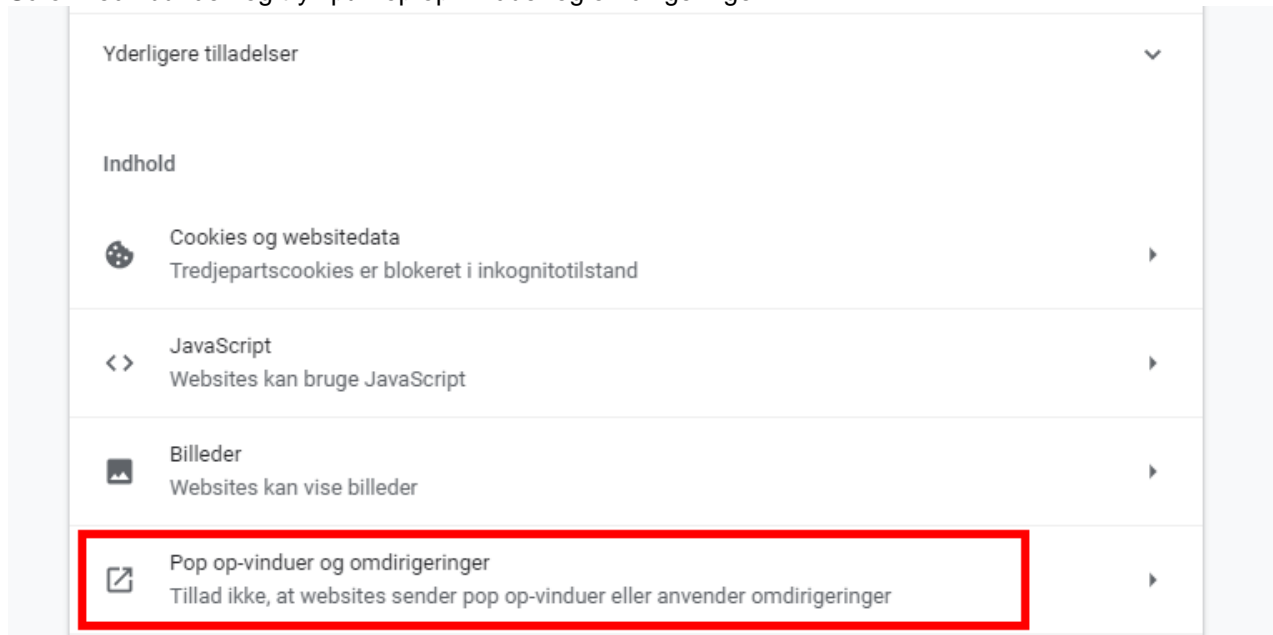 Yderligere tilladelser
Indhold
Cookies og websitedata
Tredjepartscookies er blokeret i inkognitotilstand
JavaScript
Websites kan bruge JavaScript
Billeder
Websites kan vise billeder
Pop op-vinduer og omdirigeringer
Tillad ikke, at websites sender pop op-vinduer eller anvender omdirigeringer